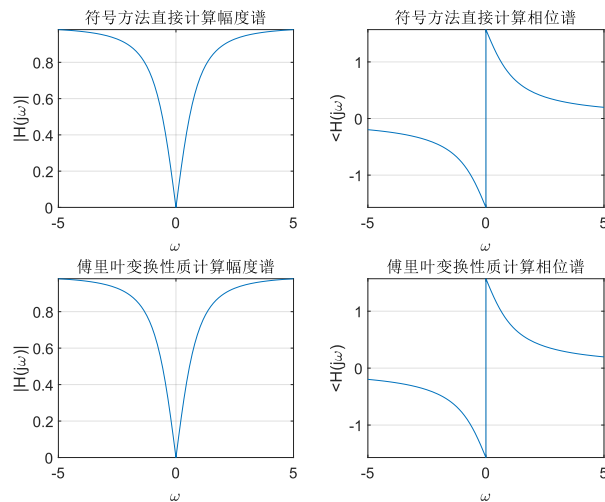 符号方法直接计算幅度谱
|H(jω)|
0.8
0.6
0.4
0.2
0
-5
0
5
ω
符号方法直接计算相位谱
<H(jω)
1
0
-1
-5
0
5
ω
傅里叶变换性质计算幅度谱
|H(jω)|
0.8
0.6
0.4
0.2
0
-5
0
5
ω
傅里叶变换性质计算相位谱
<H(jω)
1
0
-1
-5
0
5
ω